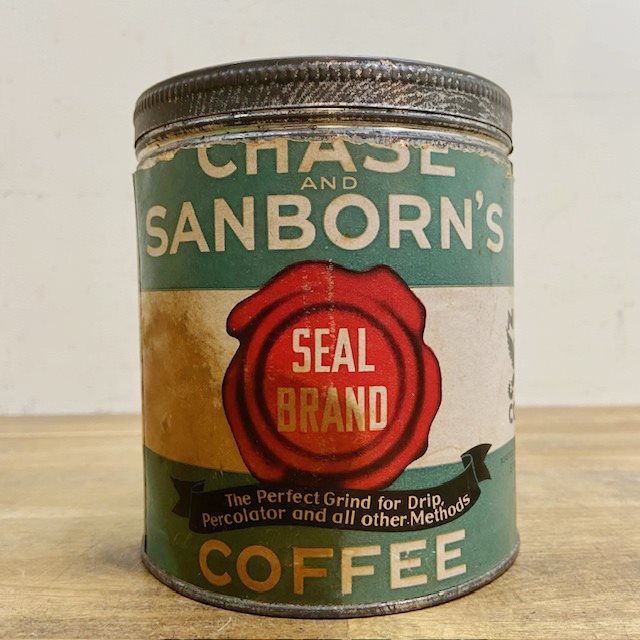 CHASE
AND
SANBORN'S
SEAL
BRAND
The Perfect Grind for Drip,
Percolator and all other Methods
COFFEE